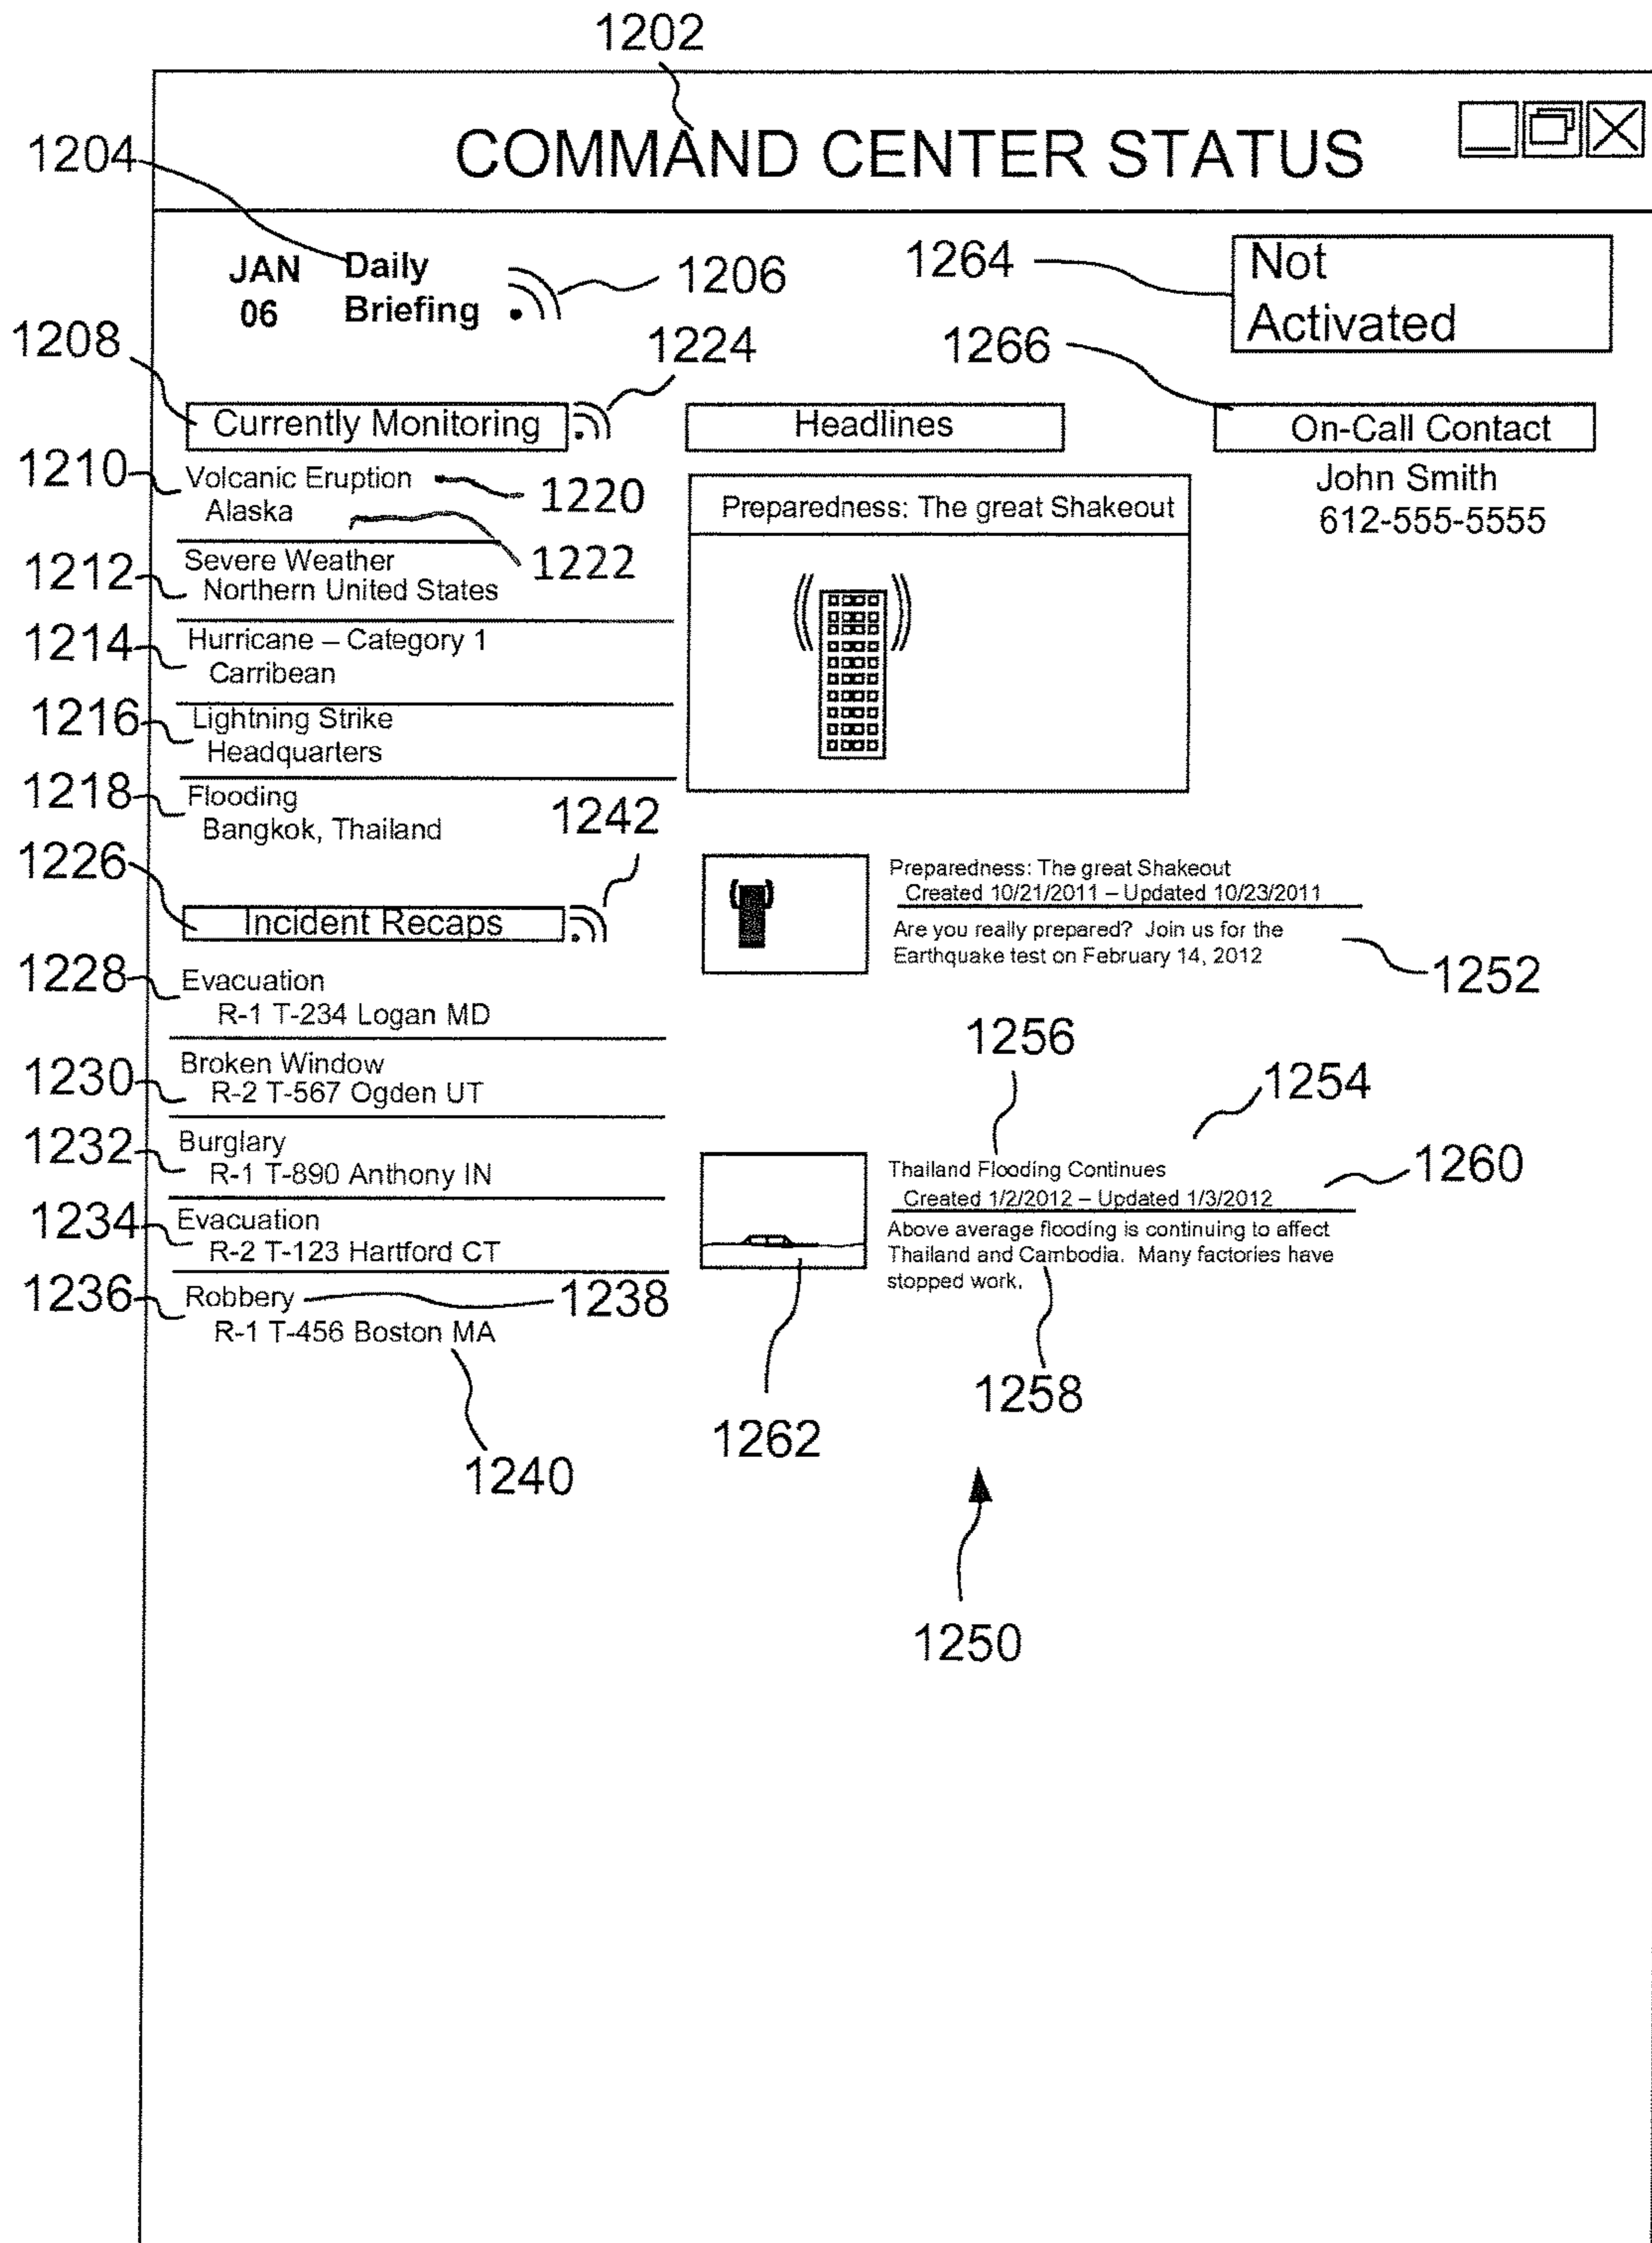 1202
COMMAND CENTER STATUS
1204
JAN 06
Daily Briefing
1206
1264
Not
Activated
1208
Currently Monitoring
1224
Headlines
1266
On-Call Contact
John Smith
612-555-5555
1210
Volcanic Eruption
Alaska
1220
1222
1212
Severe Weather
Northern United States
1214
Hurricane – Category 1
Carribean
1216
Lightning Strike
Headquarters
1218
Flooding
Bangkok, Thailand
Preparedness: The great Shakeout
1226
Incident Recaps
1242
1228
Evacuation
R-1 T-234 Logan MD
1230
Broken Window
R-2 T-567 Ogden UT
1232
Burglary
R-1 T-890 Anthony IN
1234
Evacuation
R-2 T-123 Hartford CT
1236
Robbery
1238
R-1 T-456 Boston MA
1240
Preparedness: The great Shakeout
Created 10/21/2011 – Updated 10/23/2011
Are you really prepared? Join us for the
Earthquake test on February 14, 2012
1252
1256
1254
Thailand Flooding Continues
1260
Created 1/2/2012 – Updated 1/3/2012
Above average flooding is continuing to affect
Thailand and Cambodia. Many factories have
stopped work.
1262
1258
1250